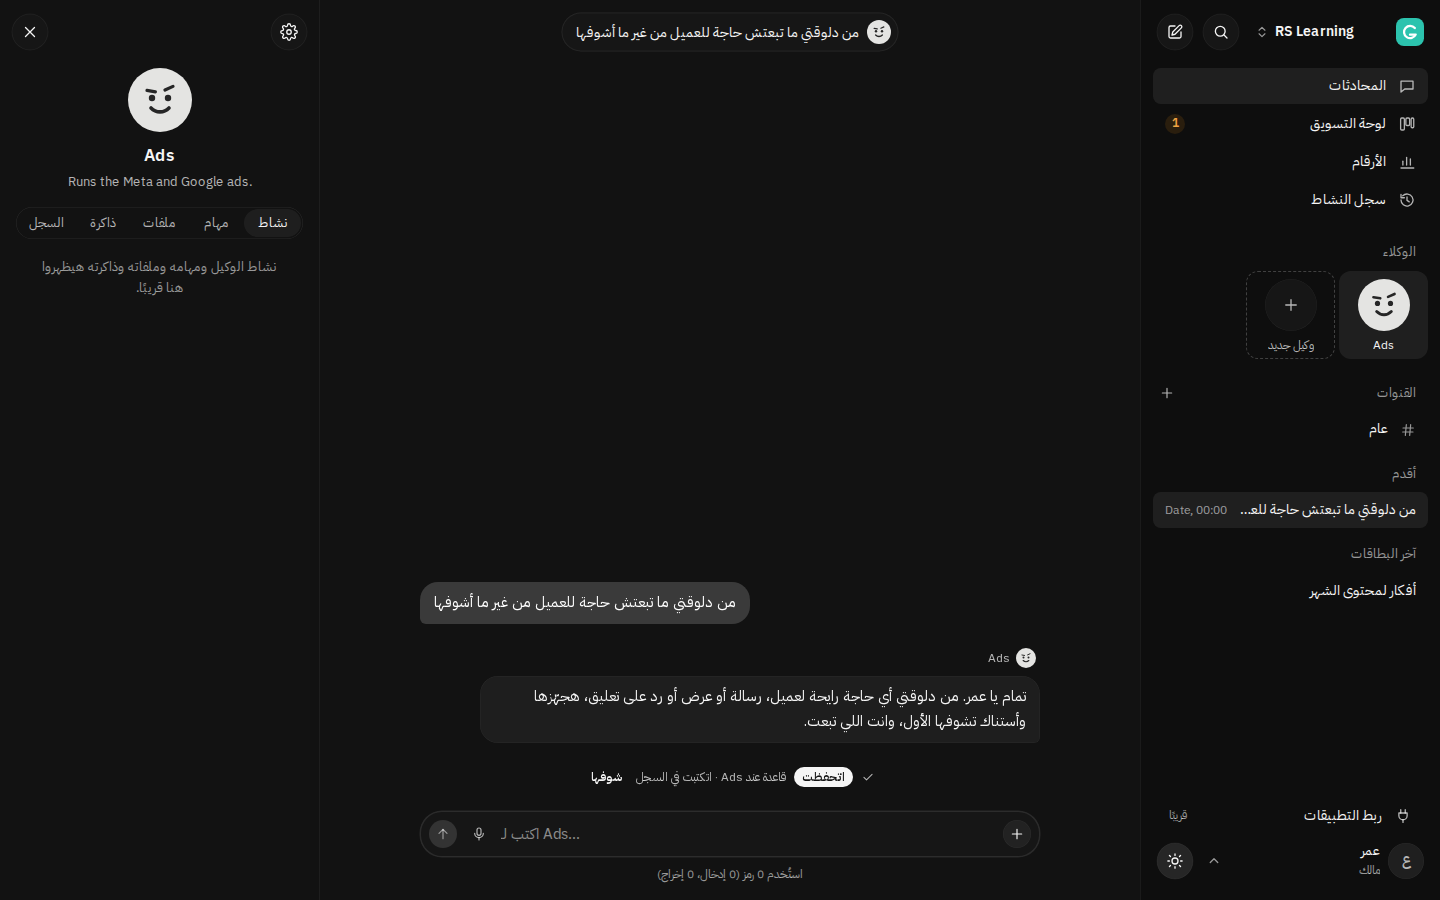 RS Learning
المحادثات
لوحة التسويق
1
الأرقام
سجل النشاط
الوكلاء
Ads
وكيل جديد
القنوات
عام
أقدم
من دلوقتي ما تبعتش حاجة للعـ...
Date, 00:00
آخر البطاقات
أفكار لمحتوى الشهر
ربط التطبيقات
قريبًا
ع
عمر
مالك
من دلوقتي ما تبعتش حاجة للعميل من غير ما أشوفها
من دلوقتي ما تبعتش حاجة للعميل من غير ما أشوفها
Ads
تمام يا عمر. من دلوقتي أي حاجة رايحة لعميل، رسالة أو عرض أو رد على تعليق، هجهّزها
وأستناك تشوفها الأول، وانت اللي تبعت.
اتحفظت قاعدة عند Ads · اتكتبت في السجل شوفها
اكتب لـ Ads...
استُخدم 0 رمز (0 إدخال، 0 إخراج)
Ads
Runs the Meta and Google ads.
نشاط
مهام
ملفات
ذاكرة
السجل
نشاط الوكيل ومهامه وملفاته وذاكرته هيظهروا
هنا قريبًا.